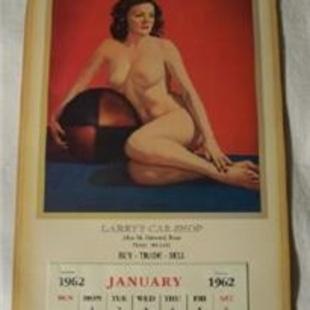 LARRY'S CAR SHOP
BUY - TRADE - SELL
1962 JANUARY 1962
SUN MON TUE WED THU FRI SAT